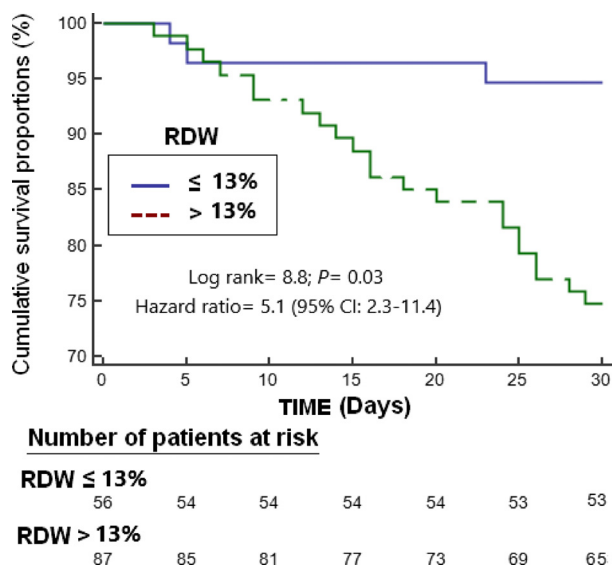 Cumulative survival proportions (%)
100
95
90
85
80
75
70
RDW
≤ 13%
> 13%
Log rank= 8.8; P= 0.03
Hazard ratio= 5.1 (95% CI: 2.3-11.4)
0 5 10 15 20 25 30
TIME (Days)
Number of patients at risk
RDW ≤ 13%
56 54 54 54 54 53 53
RDW > 13%
87 85 81 77 73 69 65